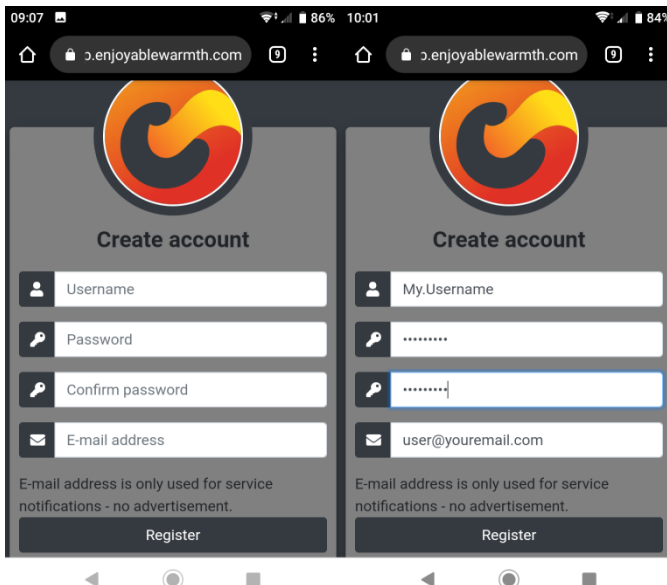 09:07 86%
ɔ.enjoyablewarmth.com 9
Create account
Username
Password
Confirm password
E-mail address
E-mail address is only used for service
notifications - no advertisement.
Register
10:01 84%
ɔ.enjoyablewarmth.com 9
Create account
My.Username
•••••••••
•••••••••
user@youremail.com
E-mail address is only used for service
notifications - no advertisement.
Register